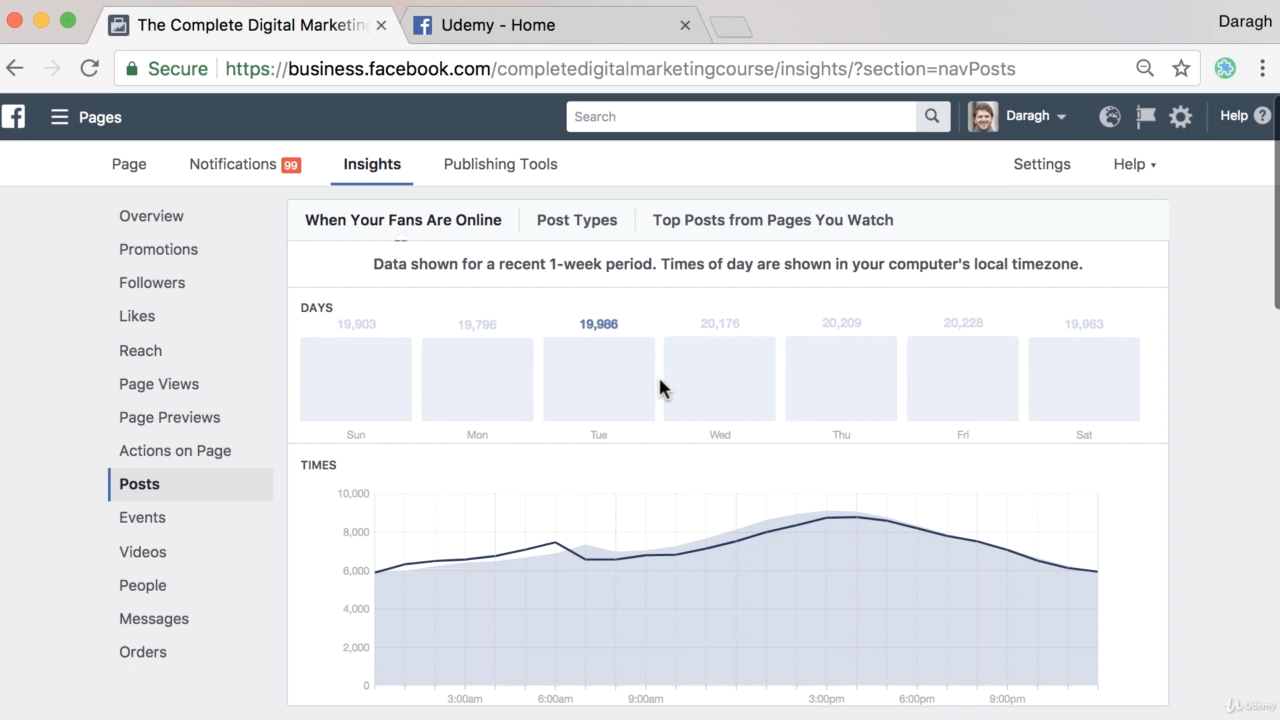 The Complete Digital Marketing
Udemy - Home
Daragh
Secure
https://business.facebook.com/completedigitalmarketingcourse/insights/?section=navPosts
Pages
Search
Daragh
Help
Page
Notifications 99
Insights
Publishing Tools
Settings
Help
Overview
Promotions
Followers
Likes
Reach
Page Views
Page Previews
Actions on Page
Posts
Events
Videos
People
Messages
Orders
When Your Fans Are Online
Post Types
Top Posts from Pages You Watch
Data shown for a recent 1-week period. Times of day are shown in your computer's local timezone.
DAYS
19,903 19,796 19,986 20,176 20,209 20,228 19,963
Sun Mon Tue Wed Thu Fri Sat
TIMES
10,000
8,000
6,000
4,000
2,000
0
3:00am 6:00am 9:00am 3:00pm 6:00pm 9:00pm
Udemy